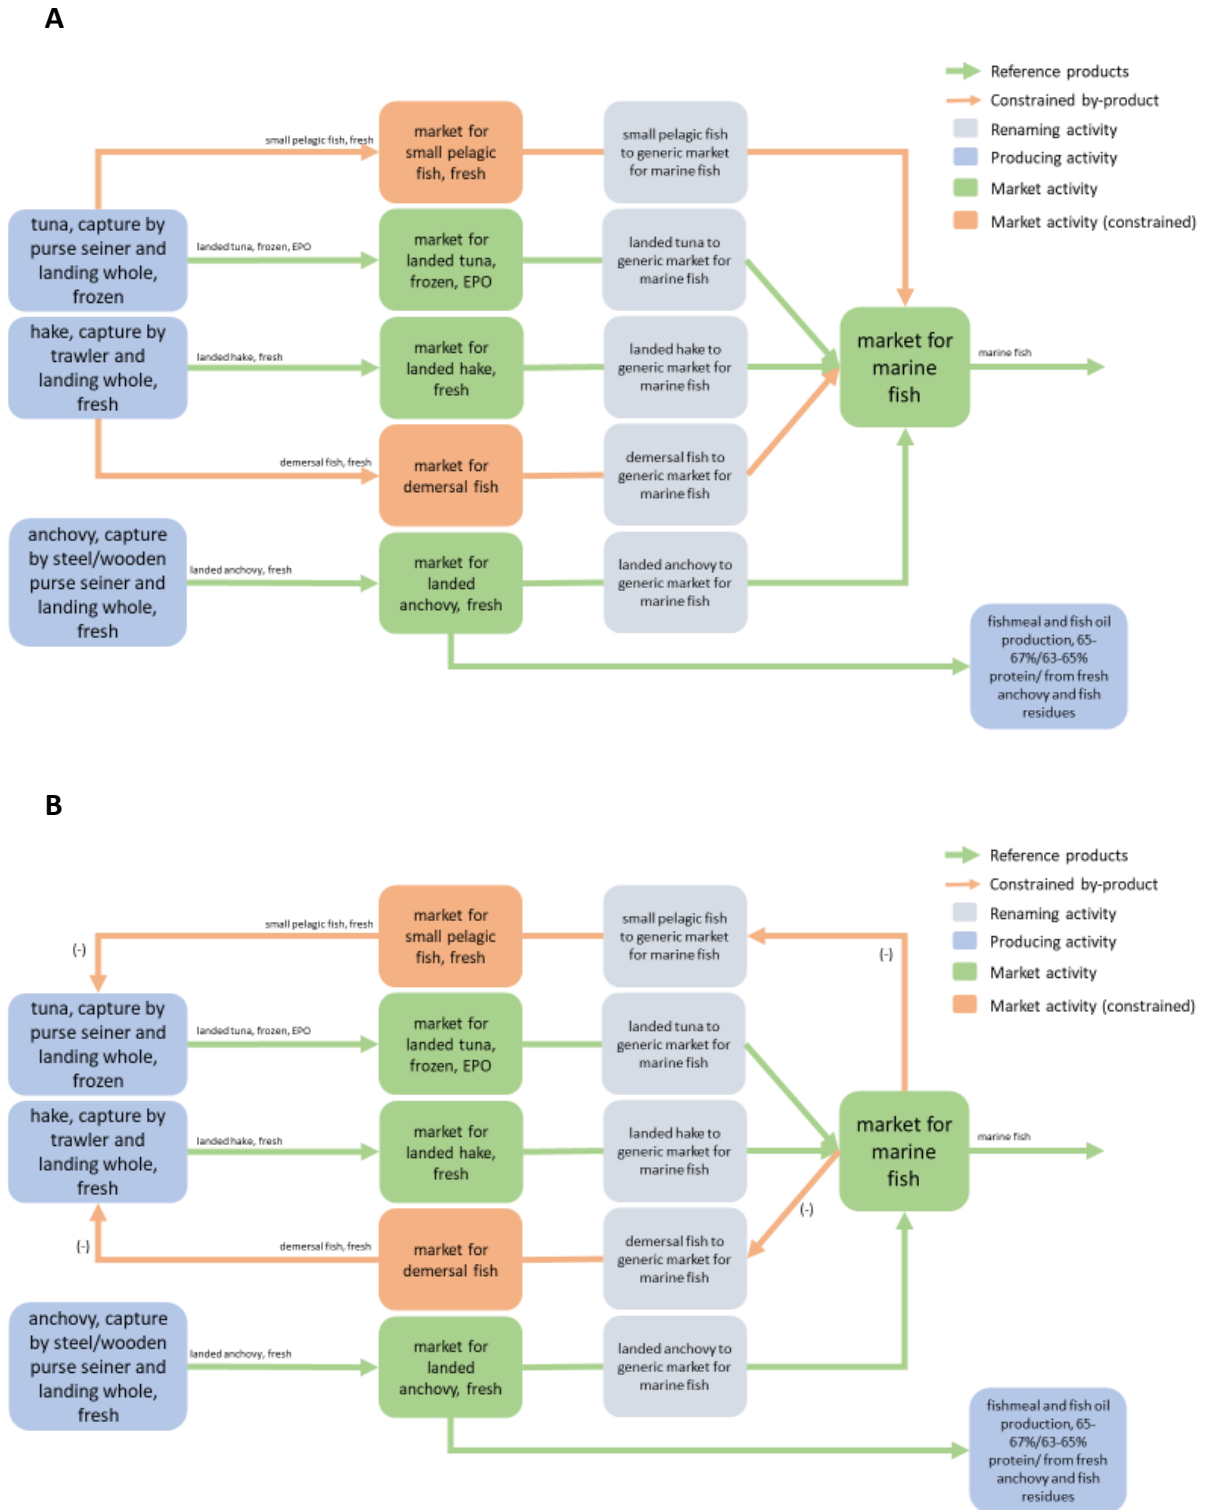 A
Reference products
Constrained by-product
Renaming activity
Producing activity
Market activity
Market activity (constrained)
small pelagic fish, fresh
market for
small pelagic
fish, fresh
small pelagic fish
to generic market
for marine fish
tuna, capture by
purse seiner and
landing whole,
frozen
landed tuna, frozen, EPO
market for
landed tuna,
frozen, EPO
landed tuna to
generic market for
marine fish
hake, capture by
trawler and
landing whole,
fresh
landed hake, fresh
market for
landed hake,
fresh
landed hake to
generic market for
marine fish
market for
marine
fish
marine fish
demersal fish, fresh
market for
demersal fish
demersal fish to
generic market for
marine fish
anchovy, capture
by steel/wooden
purse seiner and
landing whole,
fresh
landed anchovy, fresh
market for
landed
anchovy, fresh
landed anchovy to
generic market for
marine fish
fishmeal and fish oil
production, 65-
67%/63-65%
protein/ from fresh
anchovy and fish
residues
B
Reference products
Constrained by-product
Renaming activity
Producing activity
Market activity
Market activity (constrained)
small pelagic fish, fresh
(-)
market for
small pelagic
fish, fresh
small pelagic fish
to generic market
for marine fish
(-)
tuna, capture by
purse seiner and
landing whole,
frozen
landed tuna, frozen, EPO
market for
landed tuna,
frozen, EPO
landed tuna to
generic market for
marine fish
hake, capture by
trawler and
landing whole,
fresh
landed hake, fresh
market for
landed hake,
fresh
landed hake to
generic market for
marine fish
market for
marine
fish
marine fish
(-)
(-)
demersal fish, fresh
market for
demersal fish
demersal fish to
generic market for
marine fish
anchovy, capture
by steel/wooden
purse seiner and
landing whole,
fresh
landed anchovy, fresh
market for
landed
anchovy, fresh
landed anchovy to
generic market for
marine fish
fishmeal and fish oil
production, 65-
67%/63-65%
protein/ from fresh
anchovy and fish
residues